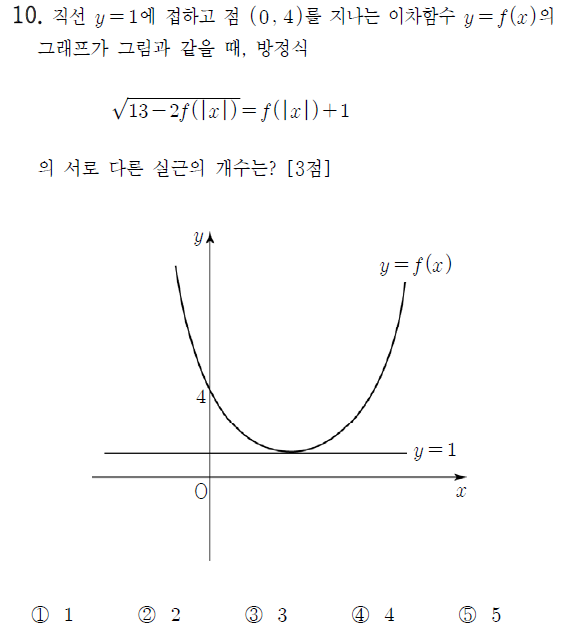 10. 직선 y=1에 접하고 점 (0, 4)를 지나는 이차함수 y=f(x)의
그래프가 그림과 같을 때, 방정식
√(13-2f(|x|))=f(|x|)+1
의 서로 다른 실근의 개수는? [3점]
y
y=f(x)
4
y=1
O
x
① 1 ② 2 ③ 3 ④ 4 ⑤ 5